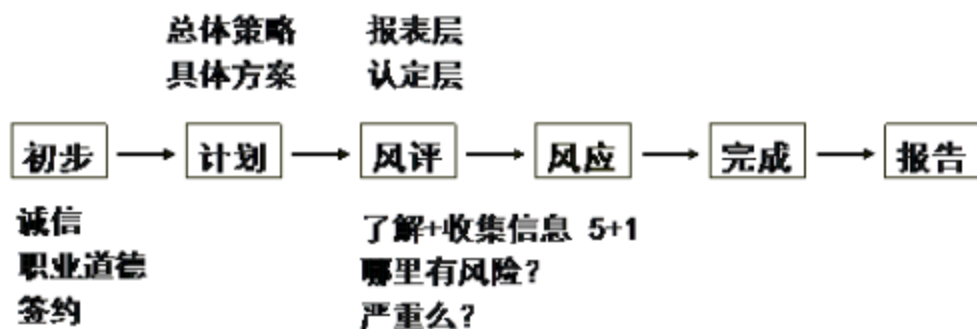 总体策略 报表层
具体方案 认定层
初步 计划 风评 风应 完成 报告
诚信 了解+收集信息 5+1
职业道德 哪里有风险?
签约 严重么?